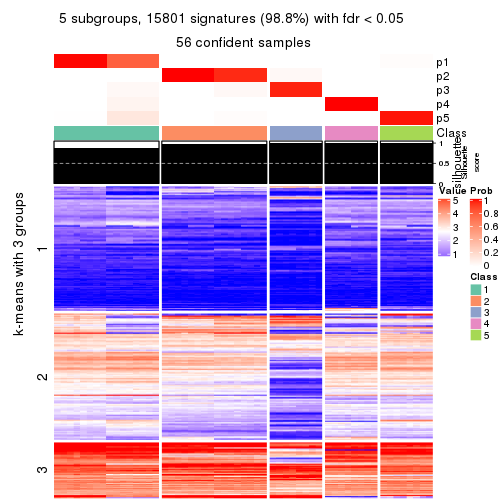 5 subgroups, 15801 signatures (98.8%) with fdr < 0.05
56 confident samples
p1
p2
p3
p4
p5
Class
1
0.5
0
silhouette
Silhouette
score
k-means with 3 groups
1
2
3
Value
5
4
3
2
1
Prob
1
0.8
0.6
0.4
0.2
0
Class
1
2
3
4
5